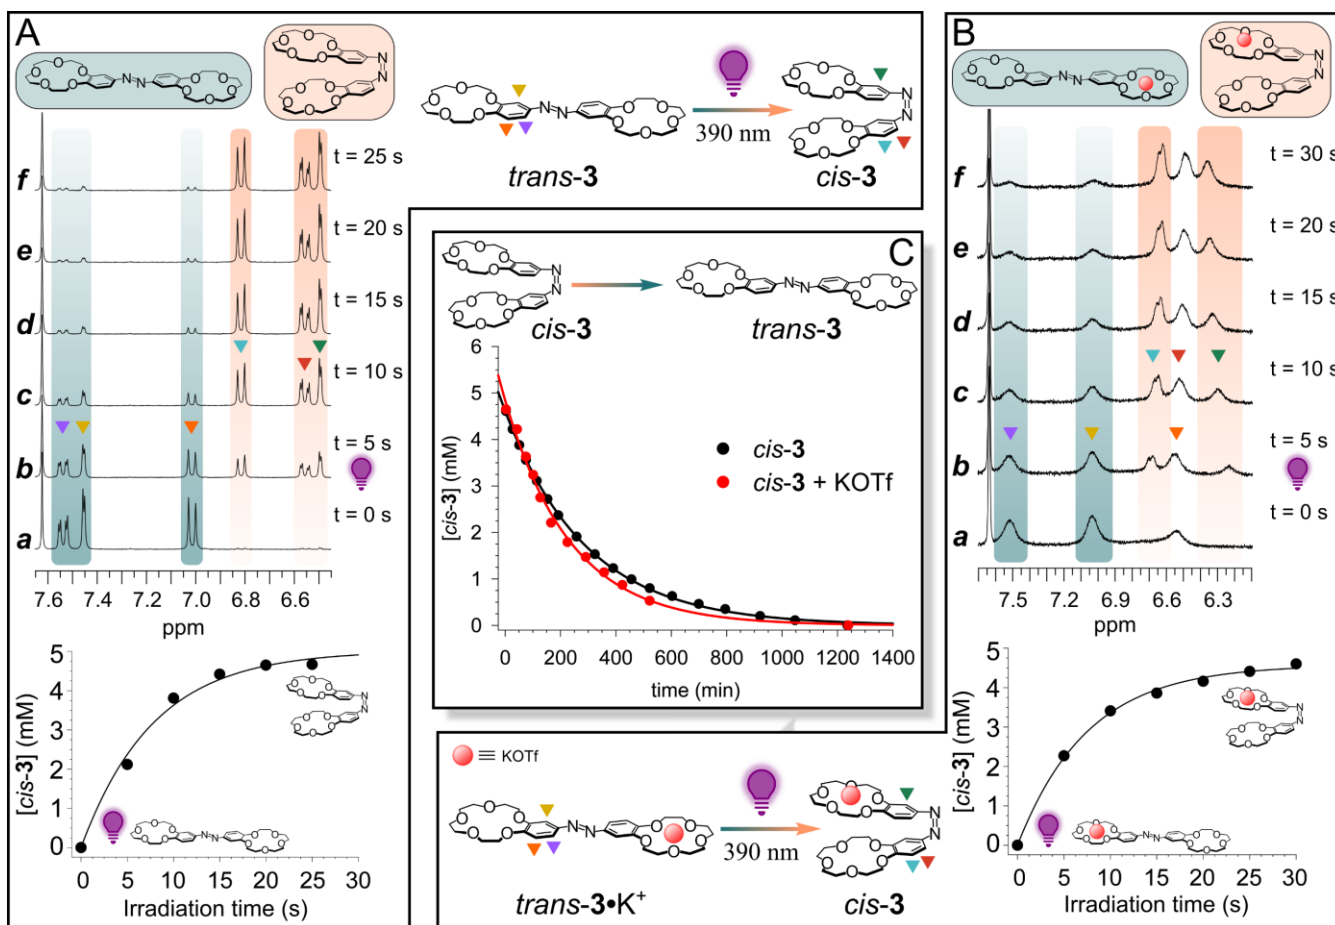 A
trans-3
390 nm
cis-3
t = 25 s
f
t = 20 s
e
t = 15 s
d
t = 10 s
c
t = 5 s
b
t = 0 s
a
7.6 7.4 7.2 7.0 6.8 6.6
ppm
[cis-3] (mM)
5
4
3
2
1
0
0 5 10 15 20 25 30
Irradiation time (s)
C
cis-3
trans-3
[cis-3] (mM)
6
5
4
3
2
1
0
cis-3
cis-3 + KOTf
0 200 400 600 800 1000 1200 1400
time (min)
≡ KOTf
trans-3•K⁺
390 nm
cis-3
B
t = 30 s
f
t = 20 s
e
t = 15 s
d
t = 10 s
c
t = 5 s
b
t = 0 s
a
7.5 7.2 6.9 6.6 6.3
ppm
[cis-3] (mM)
5
4
3
2
1
0
0 5 10 15 20 25 30
Irradiation time (s)